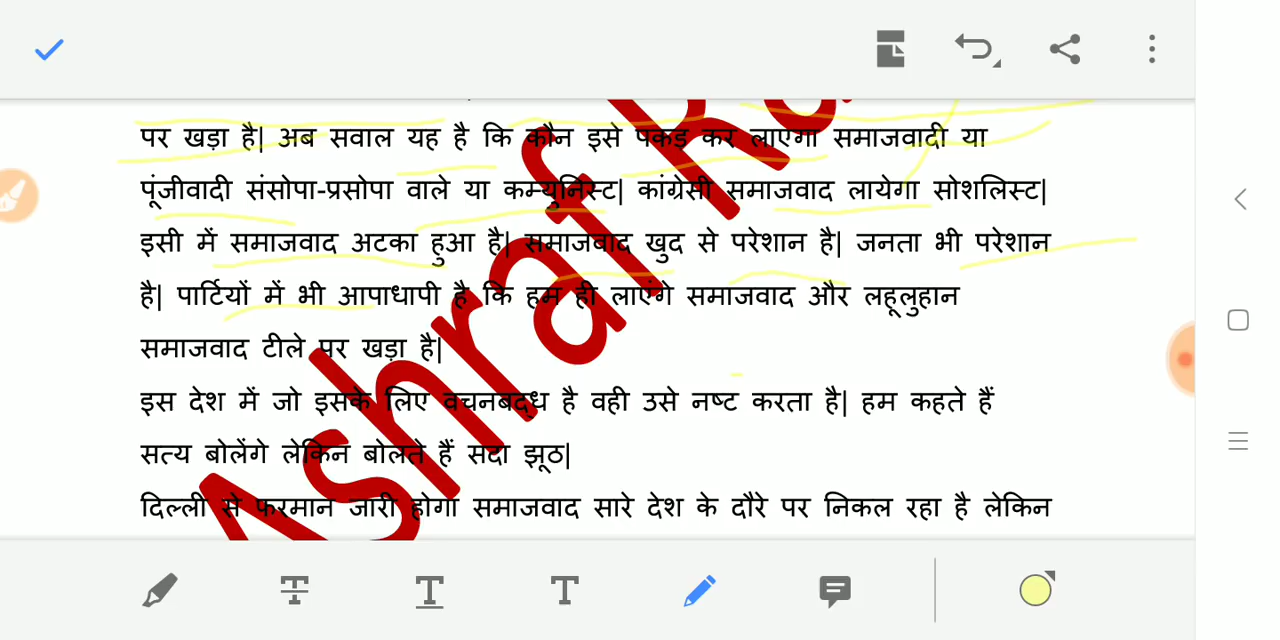 पर खड़ा है| अब सवाल यह है कि कौन इसे पकड़ कर लाएगा समाजवादी या
पूंजीवादी संसोपा-प्रसोपा वाले या कम्युनिस्ट| कांग्रेसी समाजवाद लायेगा सोशलिस्ट|
इसी में समाजवाद अटका हुआ है| समाजवाद खुद से परेशान है| जनता भी परेशान
है| पार्टियों में भी आपाधापी है कि हम ही लाएंगे समाजवाद और लहूलुहान
समाजवाद टीले पर खड़ा है|
इस देश में जो इसके लिए वचनबद्ध है वही उसे नष्ट करता है| हम कहते हैं
सत्य बोलेंगे लेकिन बोलते हैं सदा झूठ|
दिल्ली से फरमान जारी होगा समाजवाद सारे देश के दौरे पर निकल रहा है लेकिन
Ashraf